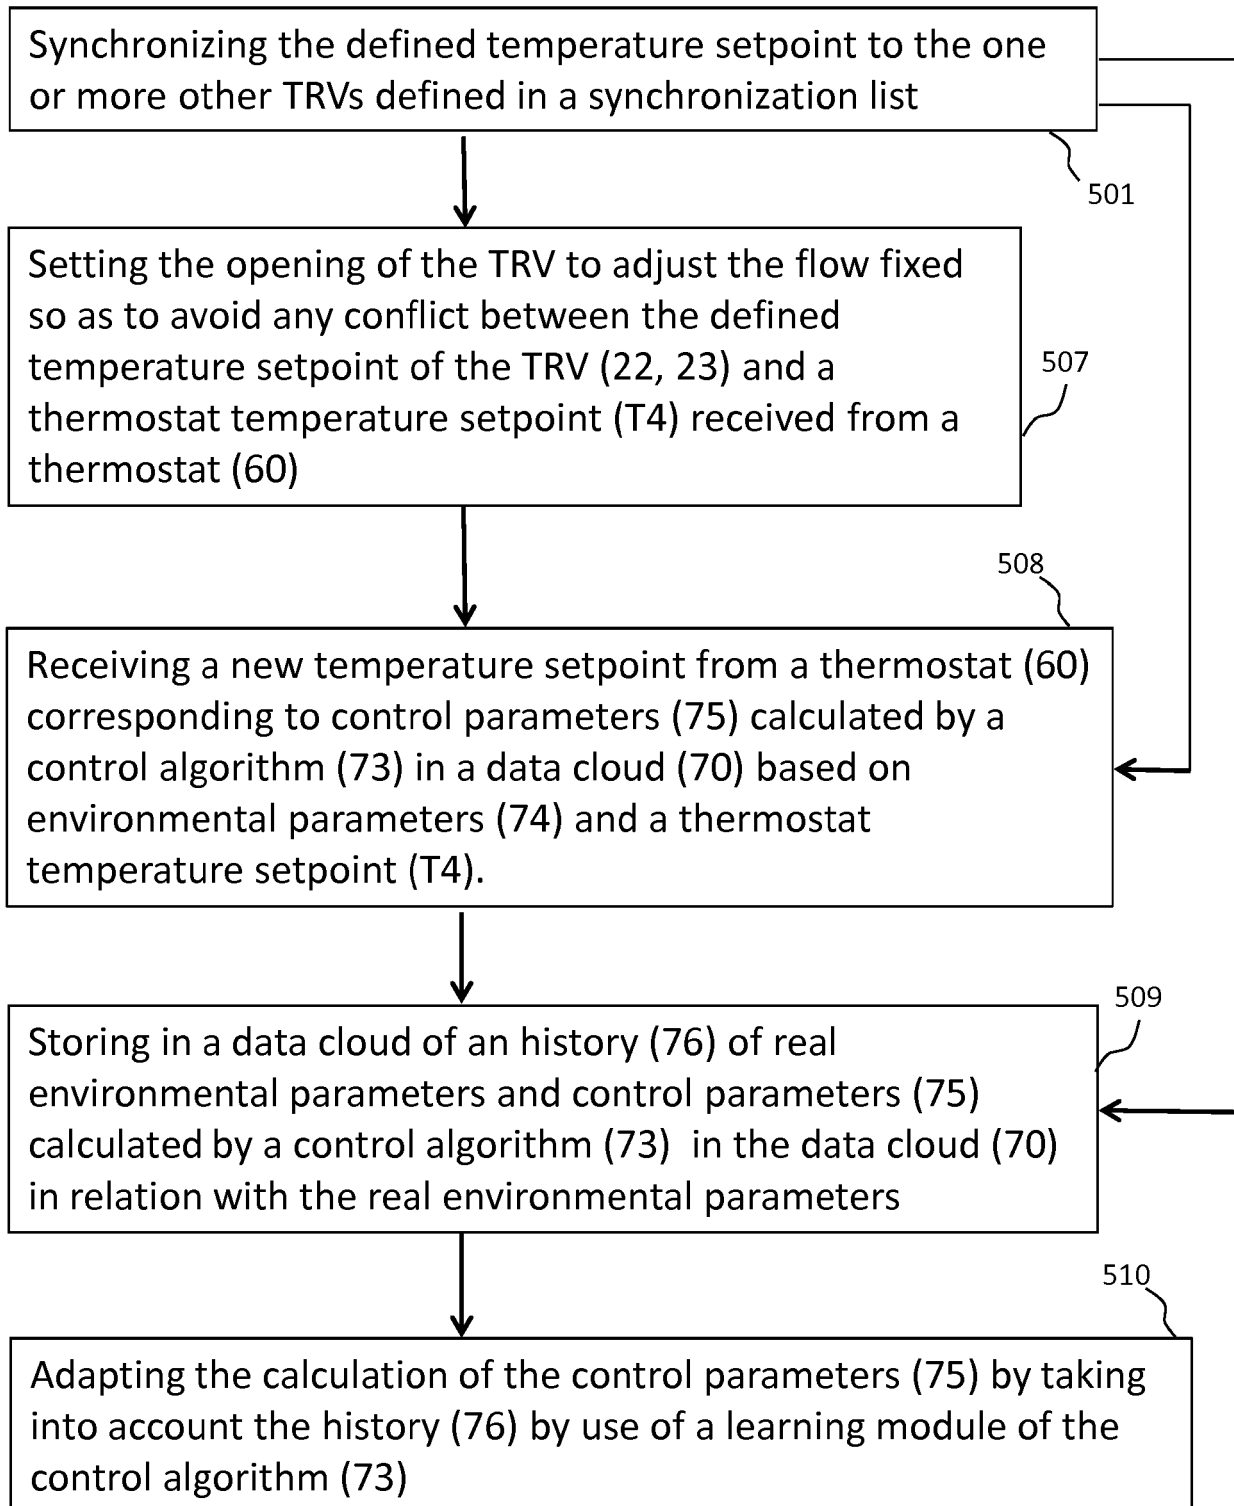 Synchronizing the defined temperature setpoint to the one
or more other TRVs defined in a synchronization list
501
Setting the opening of the TRV to adjust the flow fixed
so as to avoid any conflict between the defined
temperature setpoint of the TRV (22, 23) and a
thermostat temperature setpoint (T4) received from a
thermostat (60)
507
508
Receiving a new temperature setpoint from a thermostat (60)
corresponding to control parameters (75) calculated by a
control algorithm (73) in a data cloud (70) based on
environmental parameters (74) and a thermostat
temperature setpoint (T4).
509
Storing in a data cloud of an history (76) of real
environmental parameters and control parameters (75)
calculated by a control algorithm (73) in the data cloud (70)
in relation with the real environmental parameters
510
Adapting the calculation of the control parameters (75) by taking
into account the history (76) by use of a learning module of the
control algorithm (73)